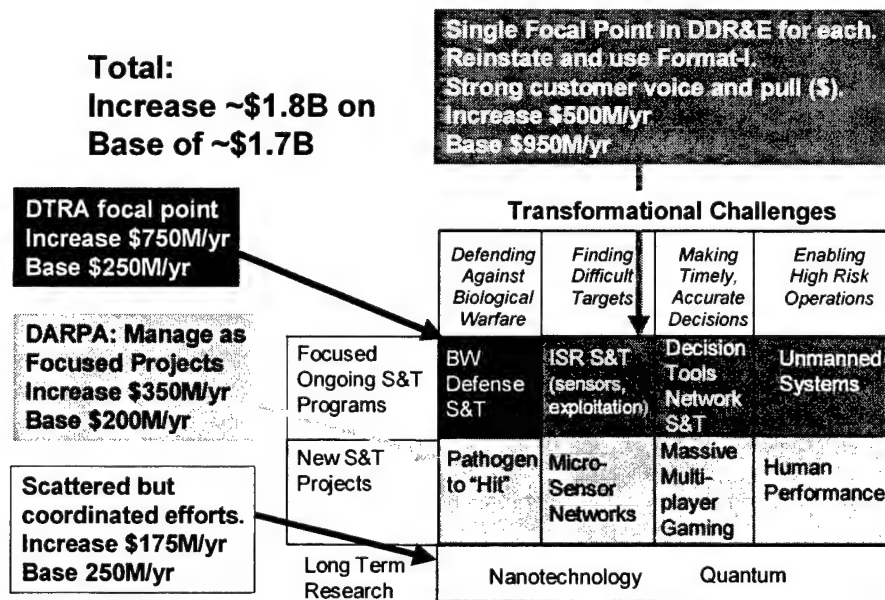 Total:
Increase ~$1.8B on
Base of ~$1.7B
Single Focal Point in DDR&E for each.
Reinstate and use Format-I.
Strong customer voice and pull ($).
Increase $500M/yr
Base $950M/yr
DTRA focal point
Increase $750M/yr
Base $250M/yr
DARPA: Manage as
Focused Projects
Increase $350M/yr
Base $200M/yr
Scattered but
coordinated efforts.
Increase $175M/yr
Base 250M/yr
Transformational Challenges
Defending
Against
Biological
Warfare
Finding
Difficult
Targets
Making
Timely,
Accurate
Decisions
Enabling
High Risk
Operations
Focused
Ongoing S&T
Programs
BW
Defense
S&T
ISR S&T
(sensors,
exploitation)
Decision
Tools
Network
S&T
Unmanned
Systems
New S&T
Projects
Pathogen
to "Hit"
Micro-
Sensor
Networks
Massive
Multi-
player
Gaming
Human
Performance
Long Term
Research
Nanotechnology Quantum